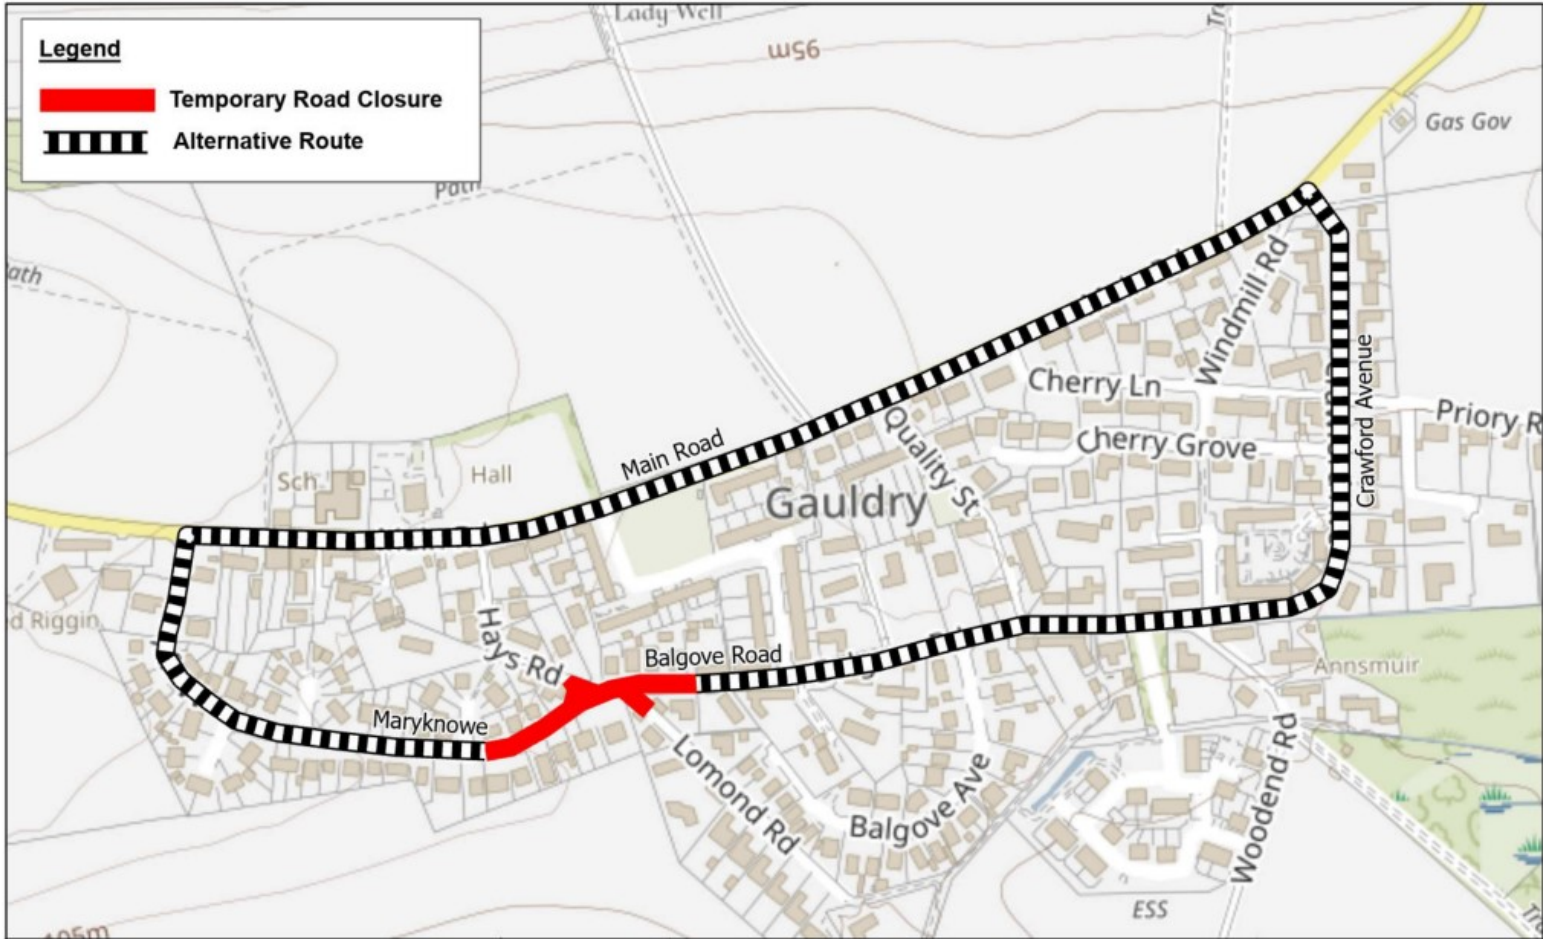 Legend
Temporary Road Closure
Alternative Route
Lady Well
95m
Gas Gov
Path
ath
Windmill Rd
Crawford Avenue
Cherry Ln
Priory R
Quality St
Cherry Grove
Main Road
Sch
Hall
Gauldry
d Riggin
Hays Rd
Balgove Road
Annsmuir
Maryknowe
Lomond Rd
Balgove Ave
Woodend Rd
ESS
105m